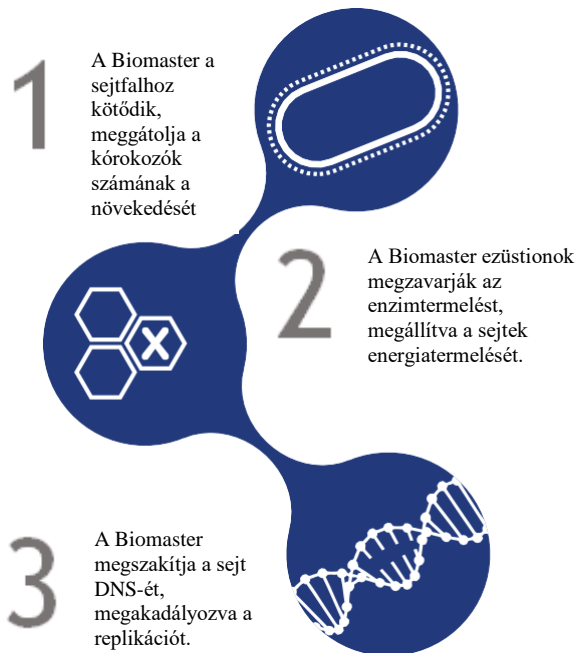 1
A Biomaster a
sejtfalhoz
kötődik,
meggátolja a
kórokozók
számának a
növekedését
2
A Biomaster ezüstionok
megzavarják az
enzimtermelést,
megállítva a sejtek
energiatermelését.
3
A Biomaster
megszakítja a sejt
DNS-ét,
megakadályozva a
replikációt.